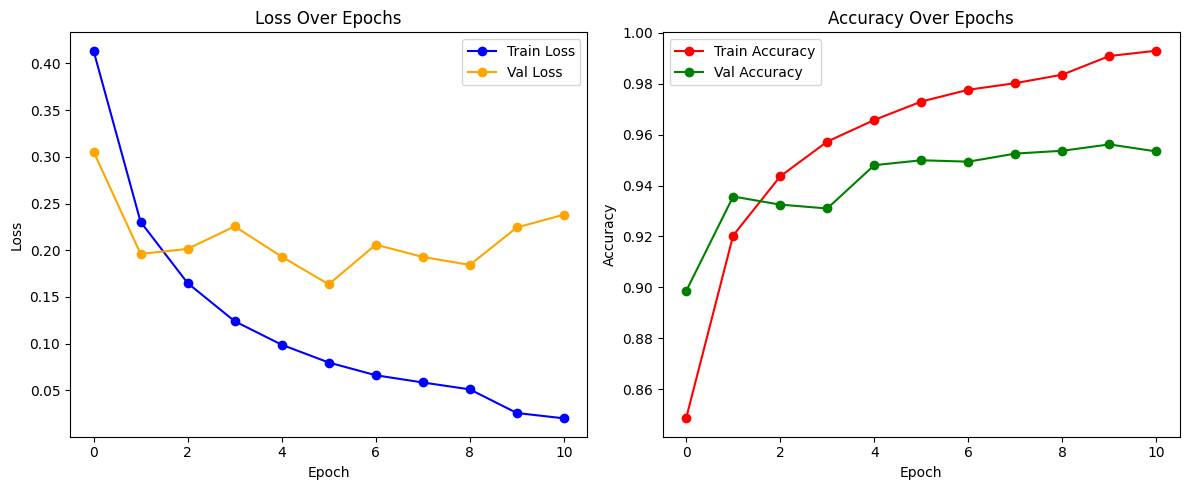 Loss Over Epochs
Train Loss
Val Loss
0.40
0.35
0.30
0.25
0.20
0.15
0.10
0.05
Loss
0 2 4 6 8 10
Epoch
Accuracy Over Epochs
Train Accuracy
Val Accuracy
1.00
0.98
0.96
0.94
0.92
0.90
0.88
0.86
Accuracy
0 2 4 6 8 10
Epoch